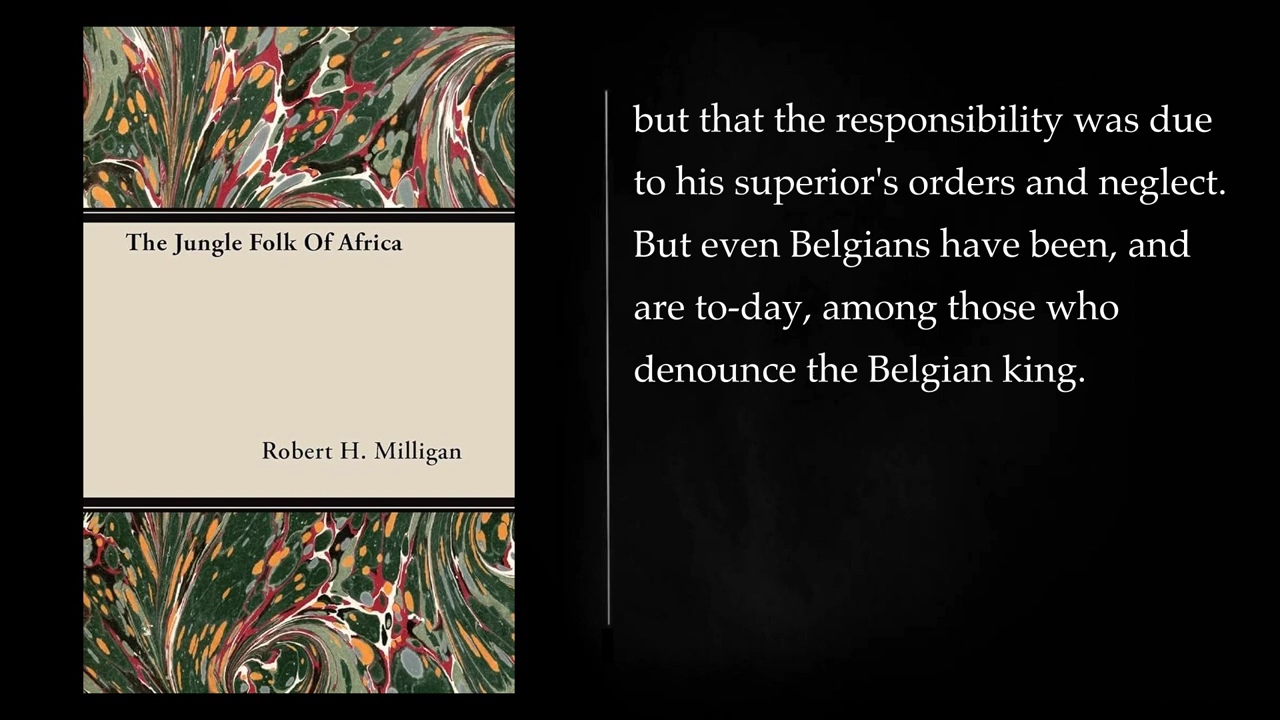 The Jungle Folk Of Africa
Robert H. Milligan
but that the responsibility was due
to his superior's orders and neglect.
But even Belgians have been, and
are to-day, among those who
denounce the Belgian king.